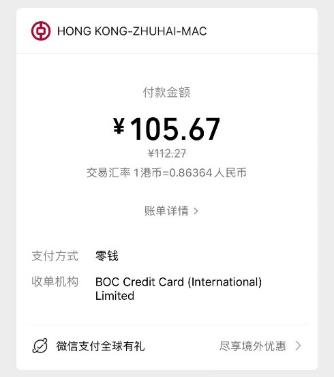 HONG KONG-ZHUHAI-MAC
付款金额
¥105.67
¥112.27
交易汇率 1港币=0.86364人民币
账单详情 >
支付方式 零钱
收单机构 BOC Credit Card (International)
Limited
微信支付全球有礼 尽享境外优惠 >